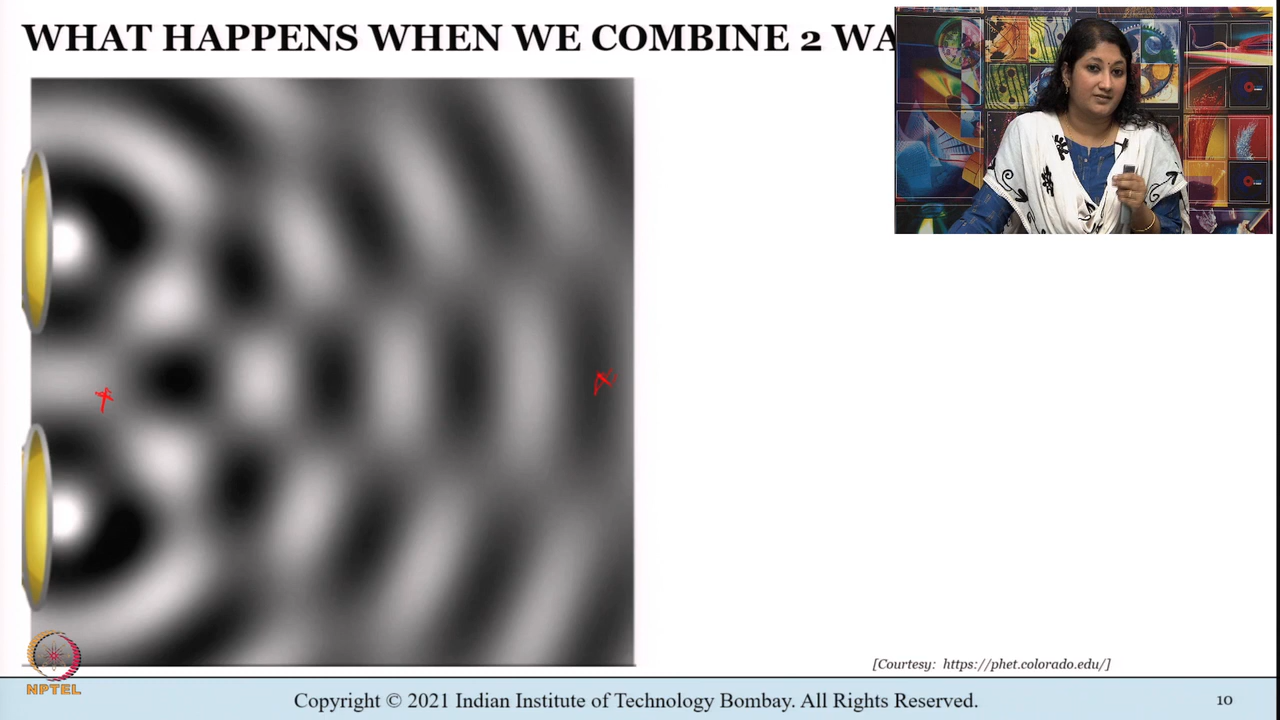 WHAT HAPPENS WHEN WE COMBINE 2 WA
[Courtesy: https://phet.colorado.edu/]
NPTEL
Copyright © 2021 Indian Institute of Technology Bombay. All Rights Reserved.
10